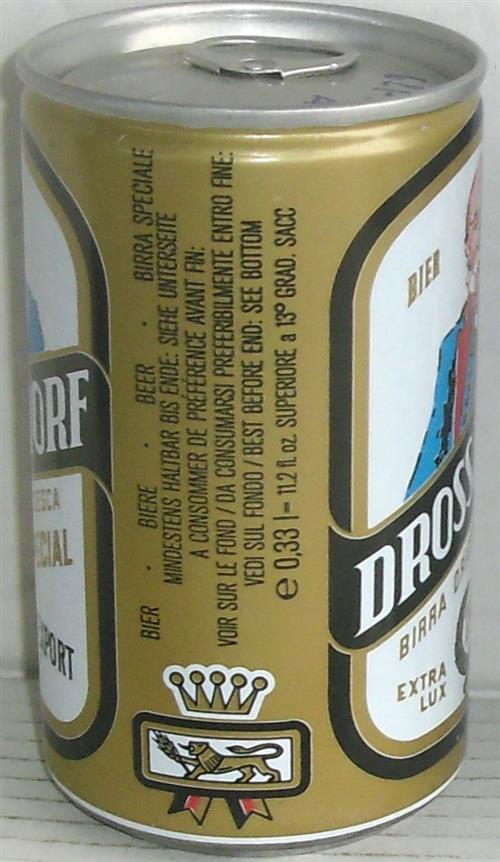 BIER · BIERE · BEER · BIRRA SPECIALE
MINDESTENS HALTBAR BIS ENDE: SIEHE UNTERSEITE
A CONSOMMER DE PRÉFÉRENCE AVANT FIN:
VOIR SUR LE FOND / DA CONSUMARSI PREFERIBILMENTE ENTRO FINE:
VEDI SUL FONDO / BEST BEFORE END: SEE BOTTOM
e 0,33 l = 11.2 fl. oz. SUPERIORE a 13° GRAD. SACC
ORF
ESCA
CIAL
PORT
BIER
DROSS
BIRRA
EXTRA
LUX